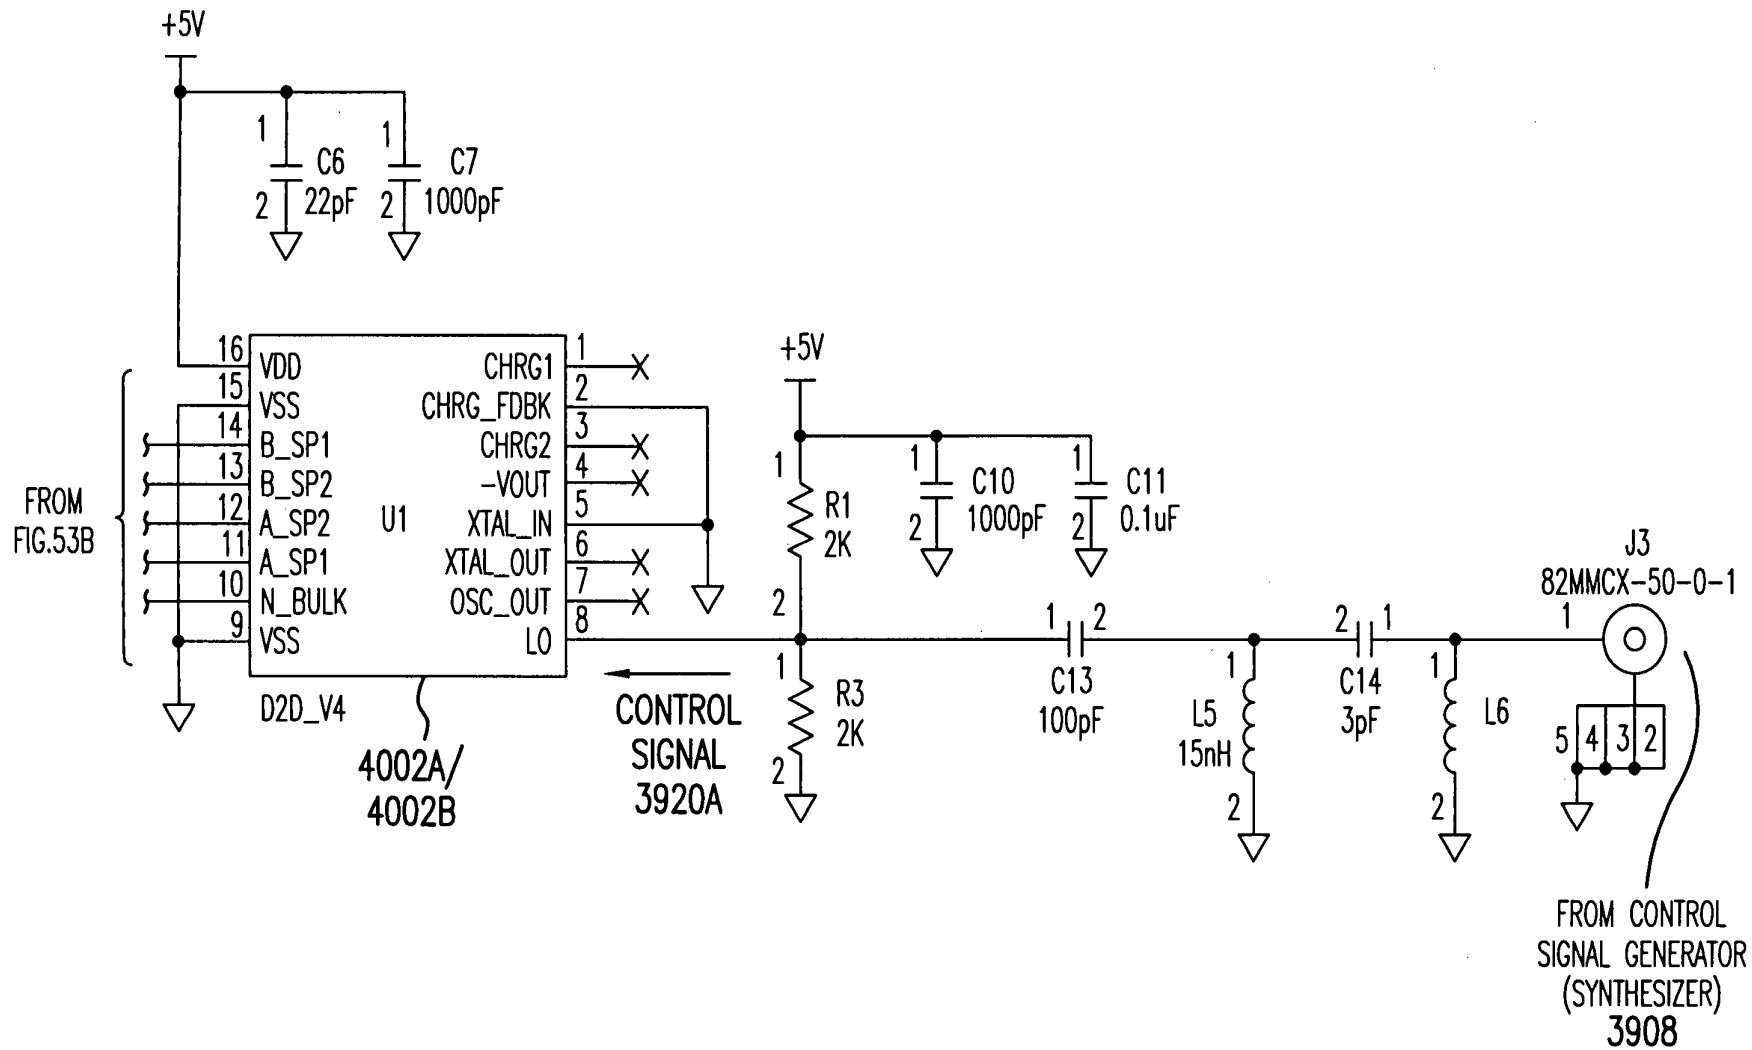 +5V
1
C6
22pF
2
1
C7
1000pF
2
16
VDD
15
VSS
14
B_SP1
13
B_SP2
12
A_SP2
11
A_SP1
10
N_BULK
9
VSS
FROM
FIG.53B
U1
CHRG1
1
CHRG_FDBK
2
CHRG2
3
-VOUT
4
XTAL_IN
5
XTAL_OUT
6
OSC_OUT
7
LO
8
D2D_V4
4002A/
4002B
CONTROL
SIGNAL
3920A
+5V
1
R1
2K
2
1
C10
1000pF
2
1
C11
0.1uF
2
1
R3
2K
2
1
2
C13
100pF
1
L5
15nH
2
2
1
C14
3pF
1
L6
2
J3
82MMCX-50-0-1
1
5
4
3
2
FROM CONTROL
SIGNAL GENERATOR
(SYNTHESIZER)
3908